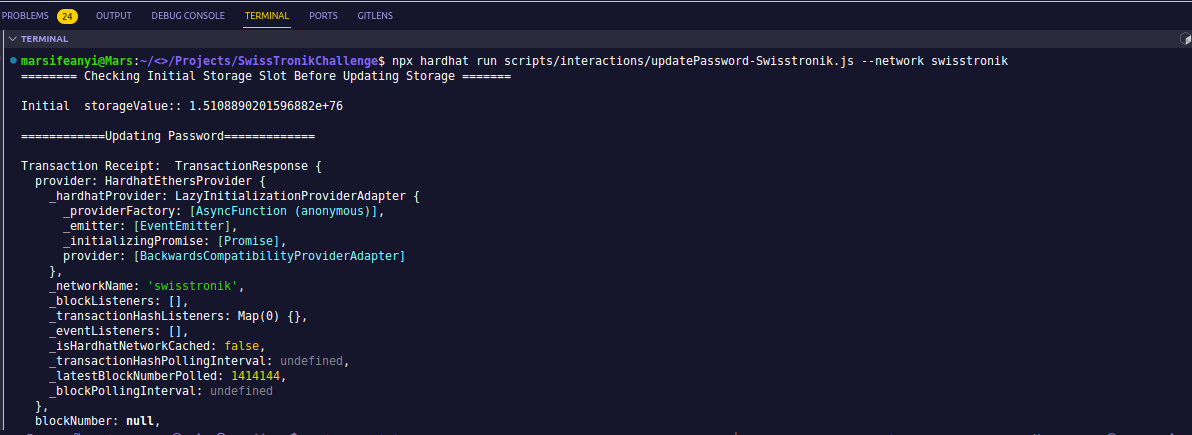 PROBLEMS 24 OUTPUT DEBUG CONSOLE TERMINAL PORTS GITLENS
TERMINAL
marsifeanyi@Mars:~/<>/Projects/SwissTronikChallenge$ npx hardhat run scripts/interactions/updatePassword-Swisstronik.js --network swisstronik
======== Checking Initial Storage Slot Before Updating Storage =======
Initial  storageValue:: 1.5108890201596882e+76
============Updating Password=============
Transaction Receipt:  TransactionResponse {
  provider: HardhatEthersProvider {
    _hardhatProvider: LazyInitializationProviderAdapter {
      _providerFactory: [AsyncFunction (anonymous)],
      _emitter: [EventEmitter],
      _initializingPromise: [Promise],
      provider: [BackwardsCompatibilityProviderAdapter]
    },
    _networkName: 'swisstronik',
    _blockListeners: [],
    _transactionHashListeners: Map(0) {},
    _eventListeners: [],
    _isHardhatNetworkCached: false,
    _transactionHashPollingInterval: undefined,
    _latestBlockNumberPolled: 1414144,
    _blockPollingInterval: undefined
  },
  blockNumber: null,